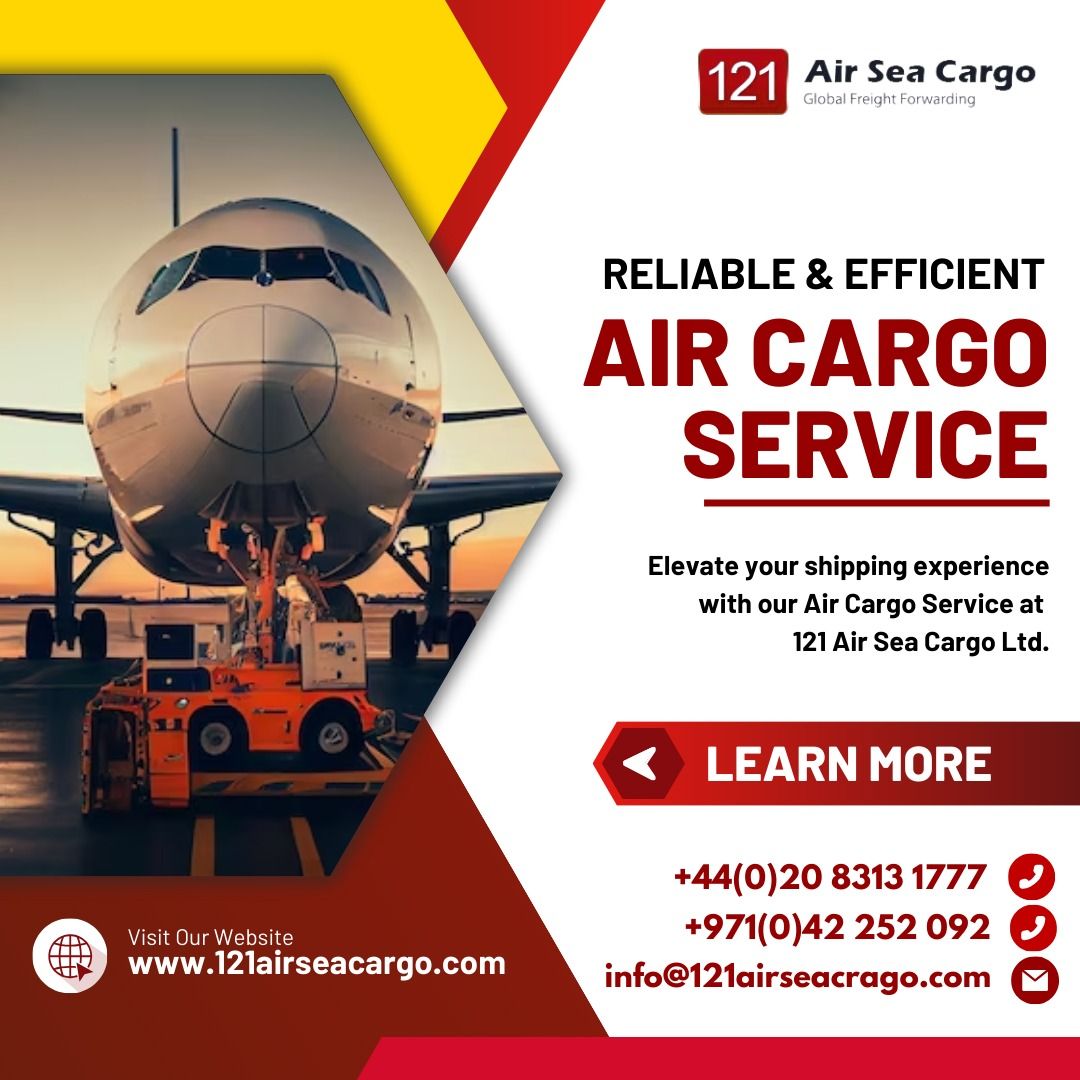 121 Air Sea Cargo
Global Freight Forwarding
RELIABLE & EFFICIENT
AIR CARGO
SERVICE
Elevate your shipping experience
with our Air Cargo Service at
121 Air Sea Cargo Ltd.
LEARN MORE
+44(0)20 8313 1777
+971(0)42 252 092
info@121airseacrago.com
Visit Our Website
www.121airseacargo.com